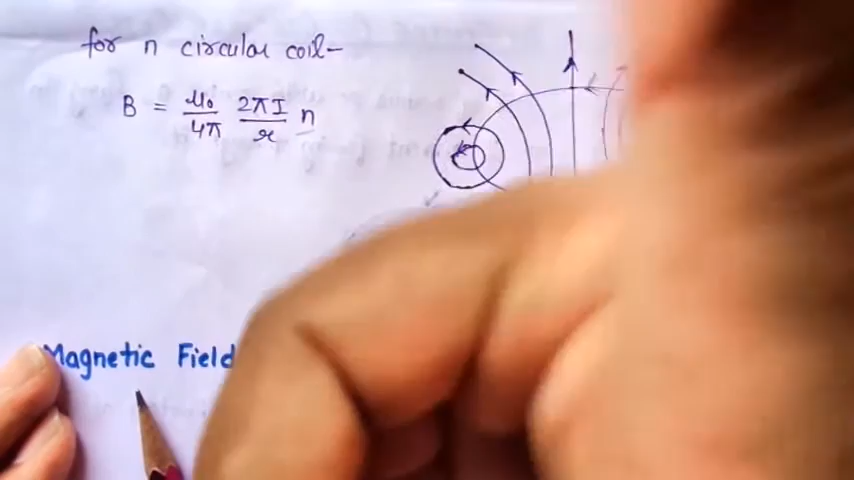 for n circular coil-
B = μ₀/4π 2πI/r n
Magnetic Field